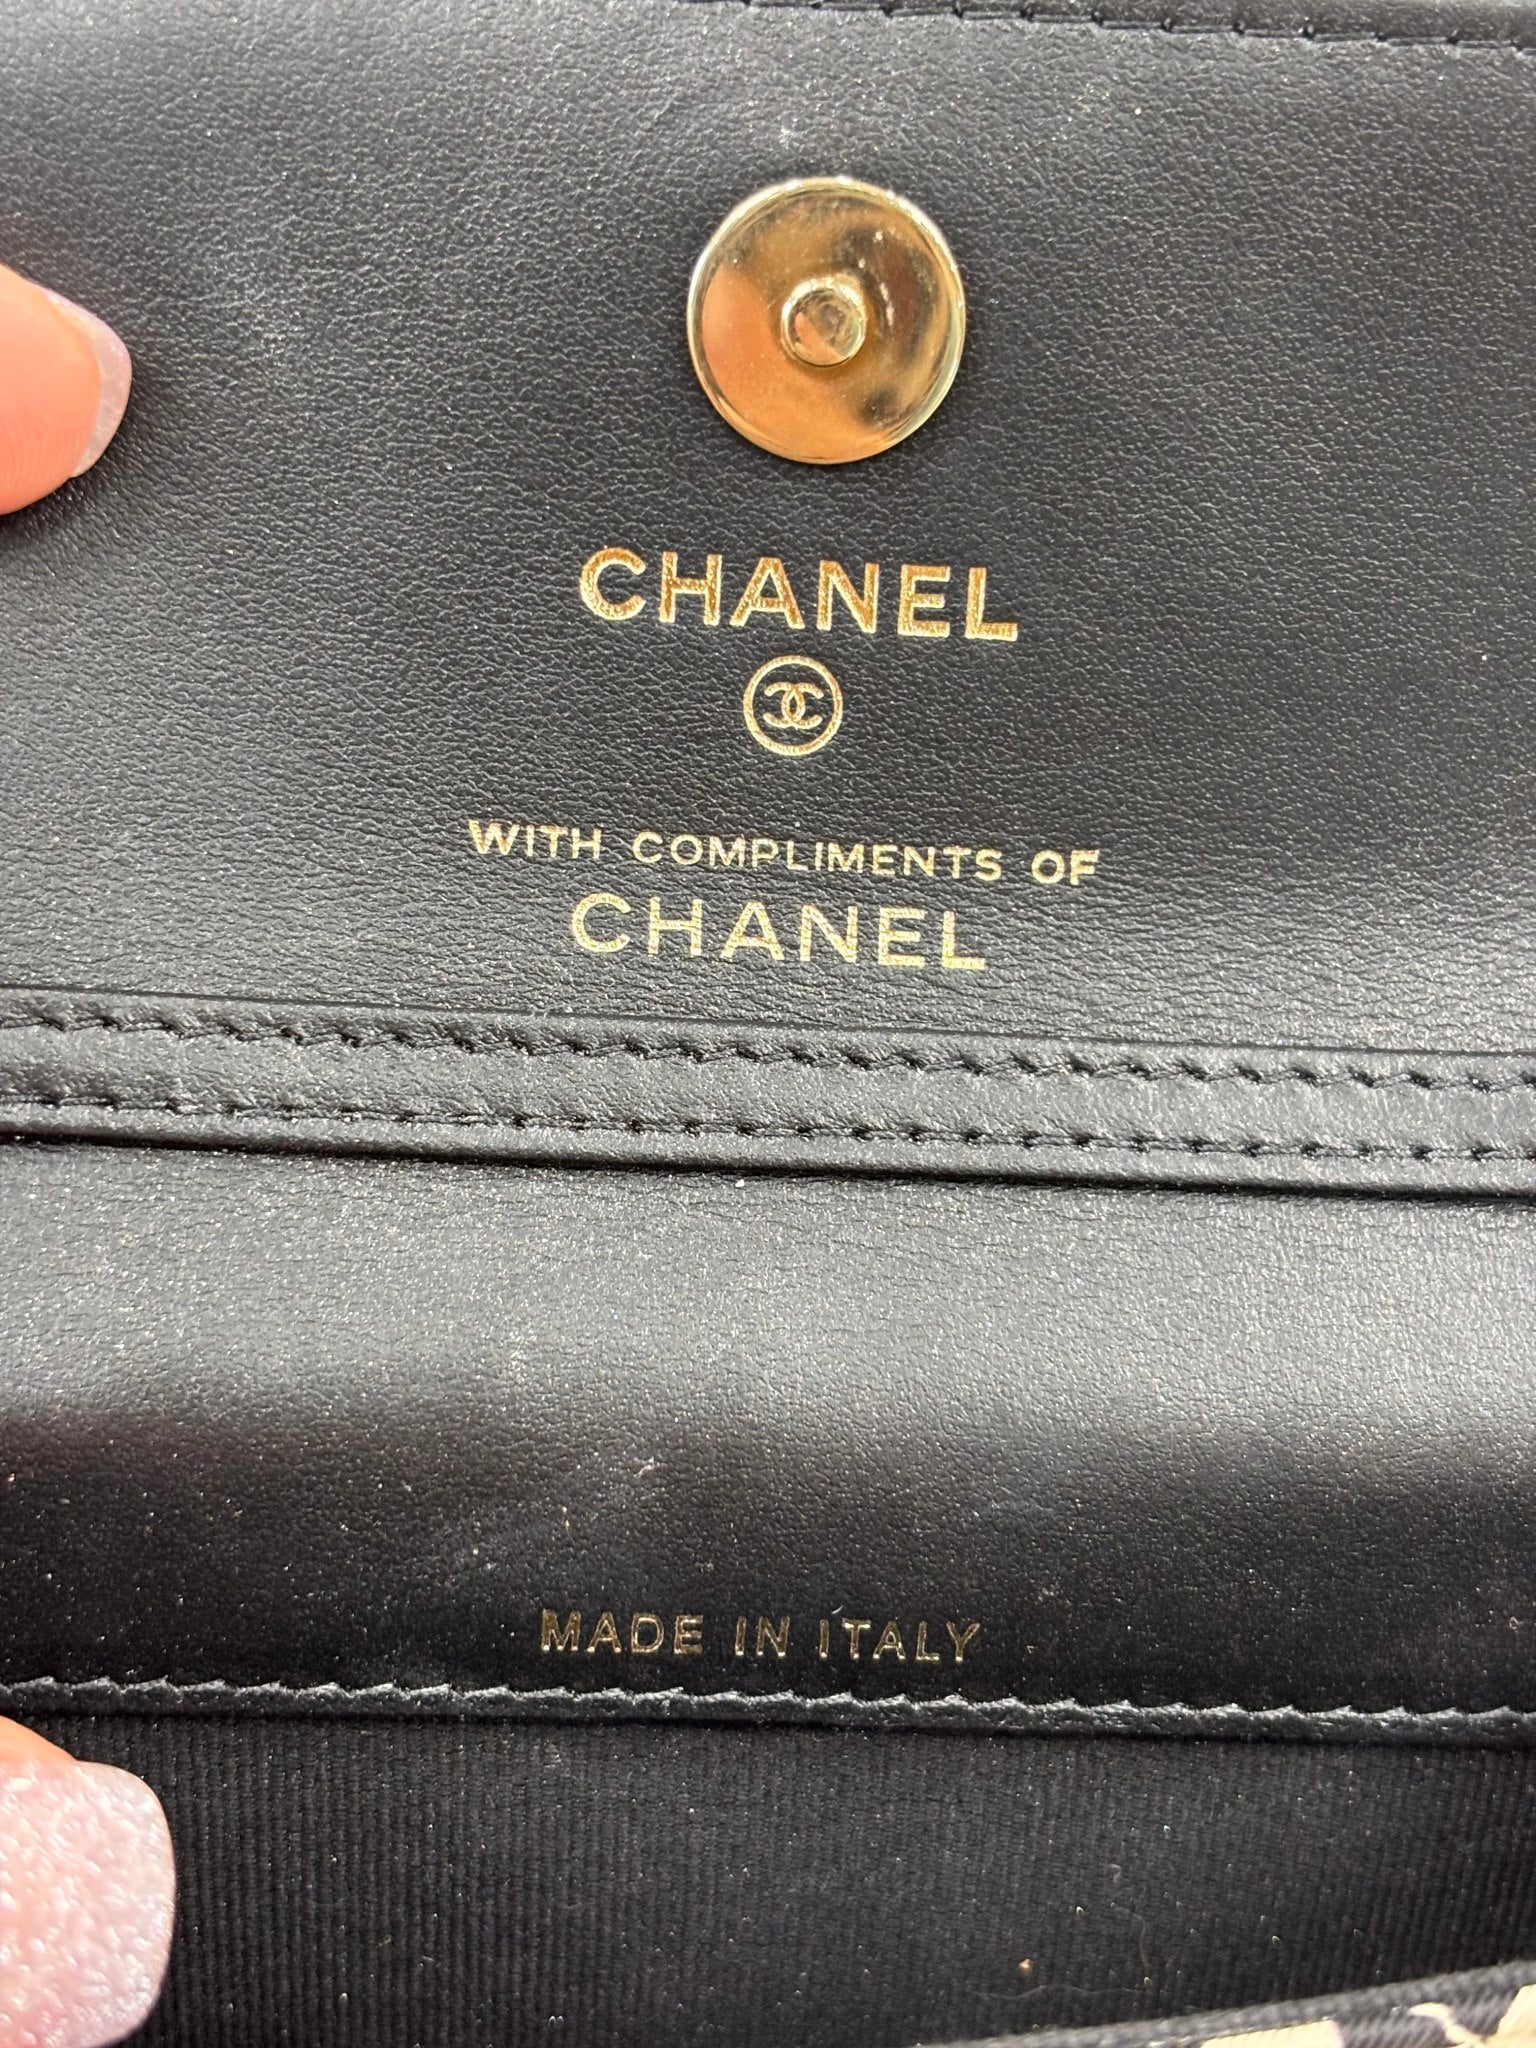 CHANEL
WITH COMPLIMENTS OF
CHANEL
MADE IN ITALY